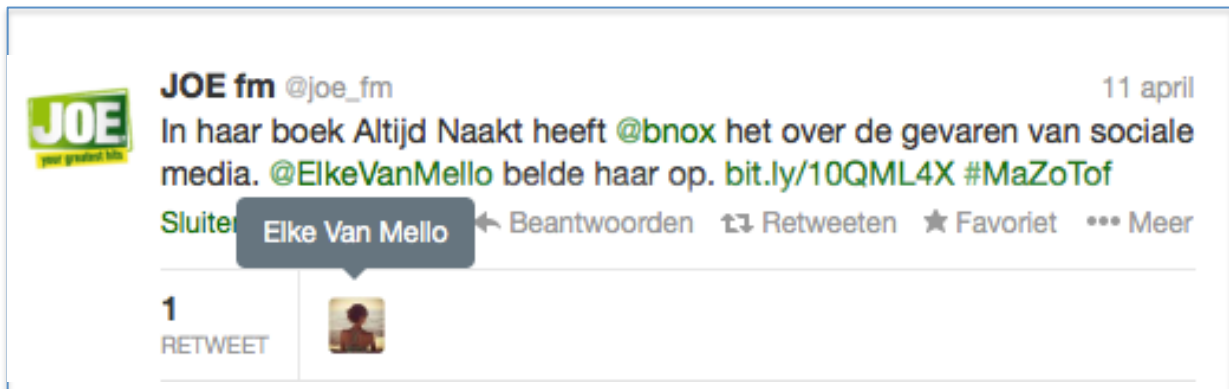 JOE fm @joe_fm 11 april
JOE
your greatest hits
In haar boek Altijd Naakt heeft @bnox het over de gevaren van sociale
media. @ElkeVanMello belde haar op. bit.ly/10QML4X #MaZoTof
Sluiten Beantwoorden Retweeten Favoriet Meer
Elke Van Mello
1
RETWEET